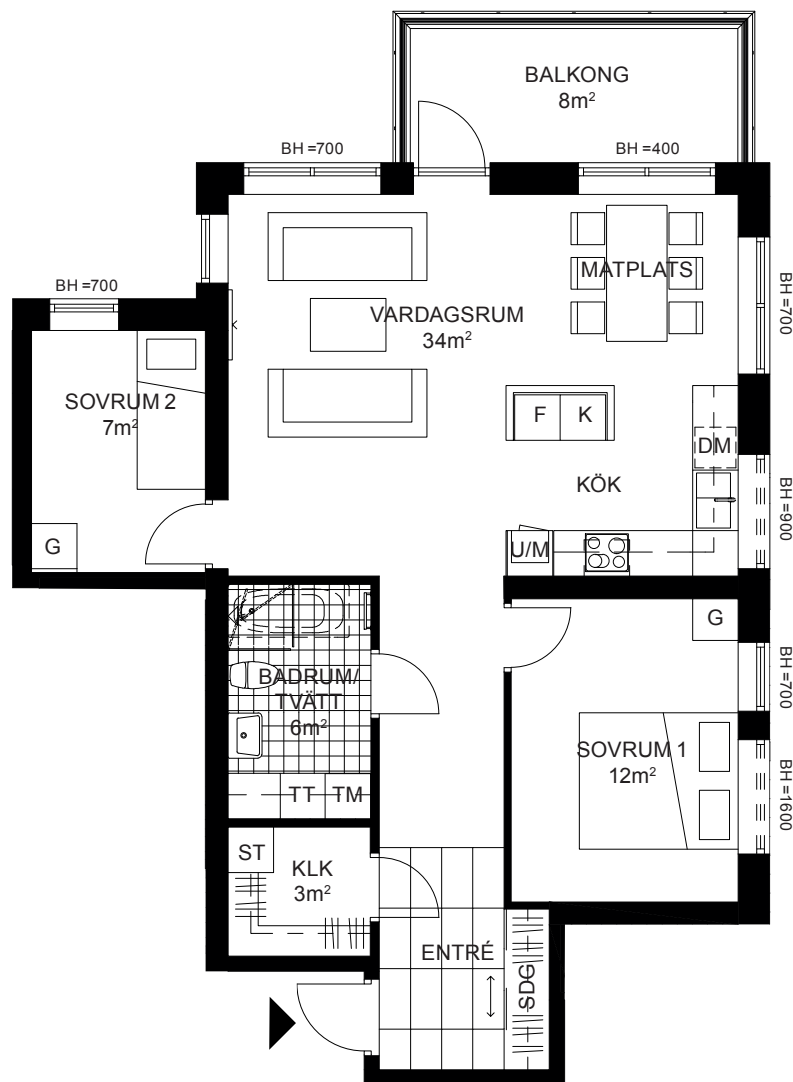 BALKONG
8m²
BH =700
BH =400
MATPLATS
BH =700
BH =700
VARDAGSRUM
34m²
SOVRUM 2
7m²
F
K
DM
KÖK
BH =900
G
U/M
G
BADRUM/
TVÄTT
6m²
BH =700
SOVRUM 1
12m²
BH =1600
TT
TM
ST
KLK
3m²
ENTRÉ
SDG